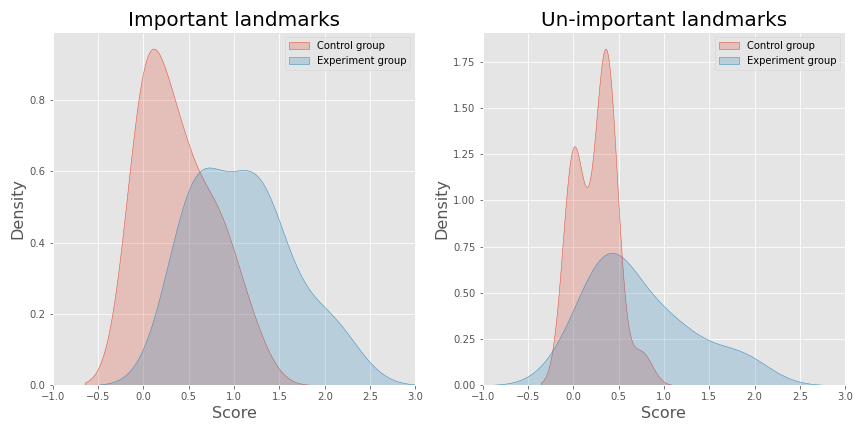 Important landmarks
Control group
Experiment group
0.8
0.6
0.4
0.2
0.0
Density
−1.0 −0.5 0.0 0.5 1.0 1.5 2.0 2.5 3.0
Score
Un-important landmarks
Control group
Experiment group
1.75
1.50
1.25
1.00
0.75
0.50
0.25
0.00
Density
−1.0 −0.5 0.0 0.5 1.0 1.5 2.0 2.5 3.0
Score